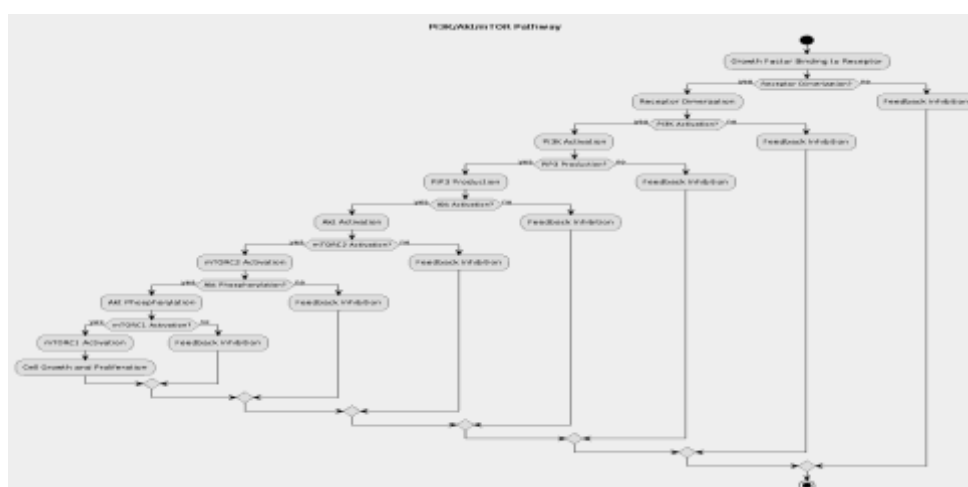 PI3K/Akt/mTOR Pathway
Growth Factor Binding to Receptor
yes Receptor Dimerization? no
Receptor Dimerization
Feedback Inhibition
yes PI3K Activation? no
PI3K Activation
Feedback Inhibition
yes PIP3 Production? no
PIP3 Production
Feedback Inhibition
yes Akt Activation? no
Akt Activation
Feedback Inhibition
yes mTORC2 Activation? no
mTORC2 Activation
Feedback Inhibition
yes Akt Phosphorylation? no
Akt Phosphorylation
Feedback Inhibition
yes mTORC1 Activation? no
mTORC1 Activation
Feedback Inhibition
Cell Growth and Proliferation